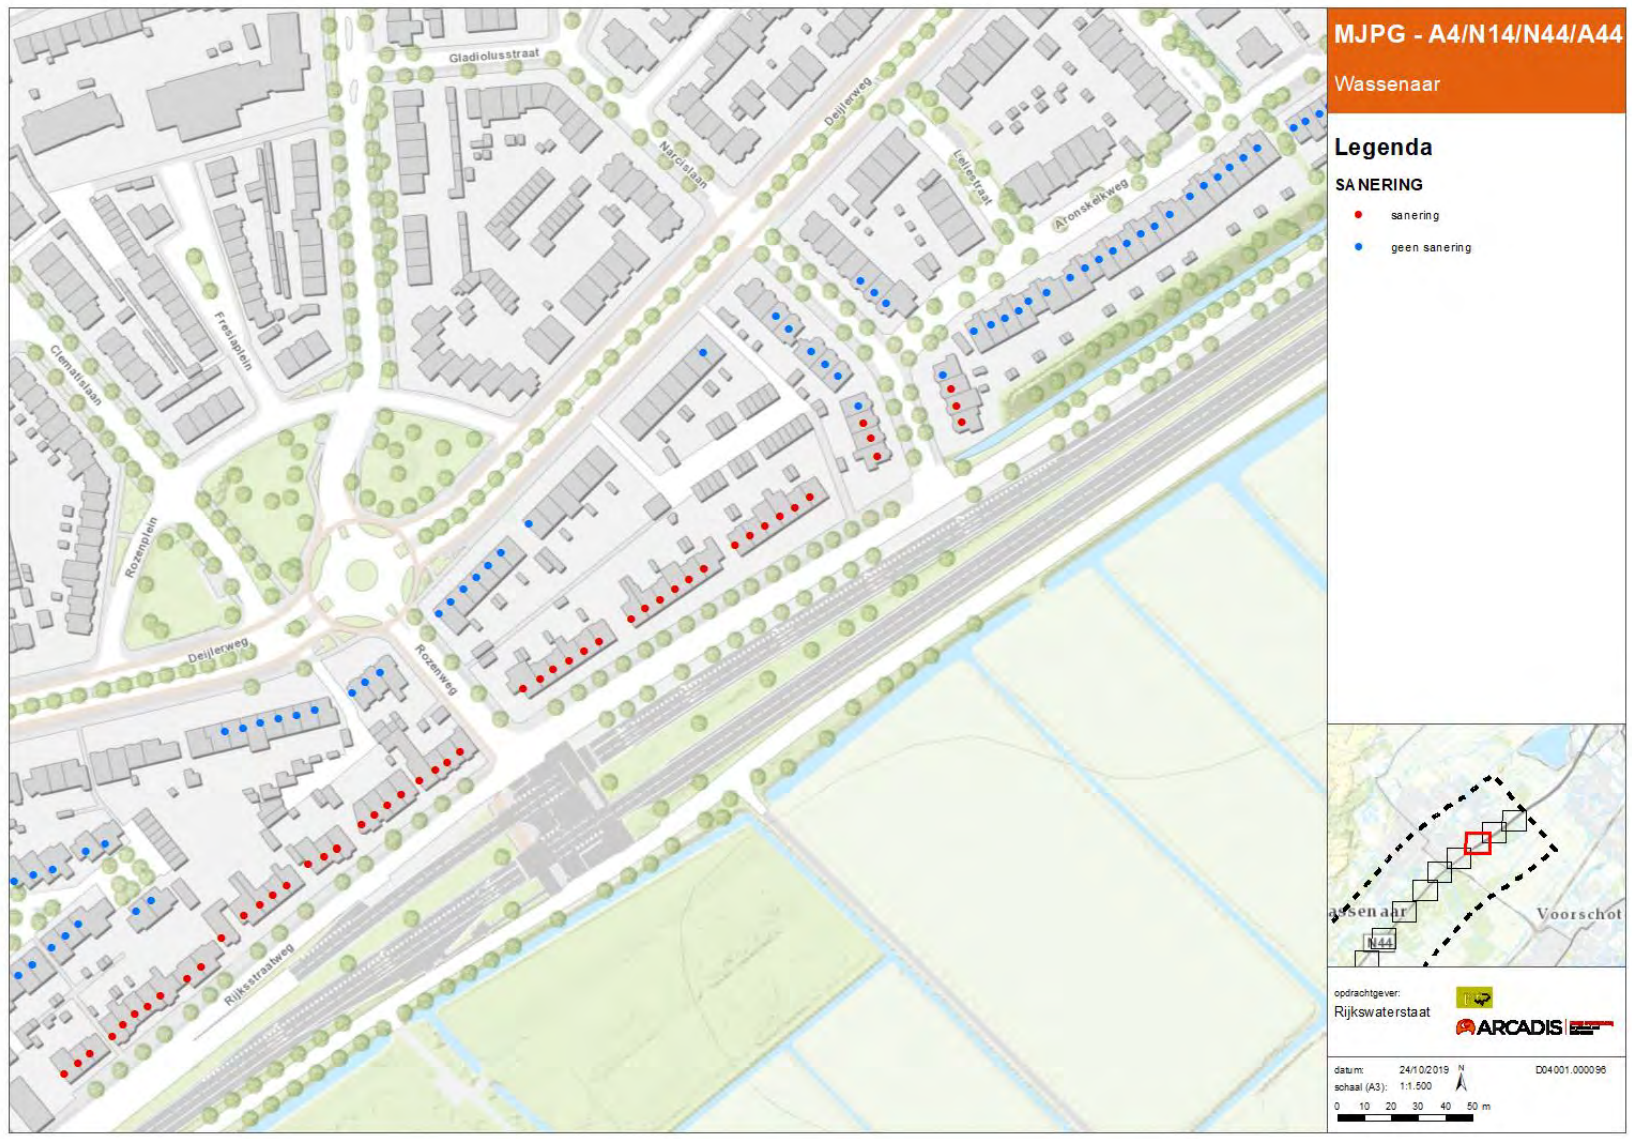 Gladiolusstraat
Deijlerweg
Narcislaan
Leliestraat
Aronskelkweg
Fresiaplein
Clematislaan
Rozenplein
Deijlerweg
Rozenweg
Rijksstraatweg
MJPG - A4/N14/N44/A44
Wassenaar
Legenda
SANERING
sanering
geen sanering
assenaar
Voorschot
N44
opdrachtgever:
Rijkswaterstaat
ARCADIS
datum: 24/10/2019 N D04001.000096
schaal (A3): 1:1.500
0 10 20 30 40 50 m